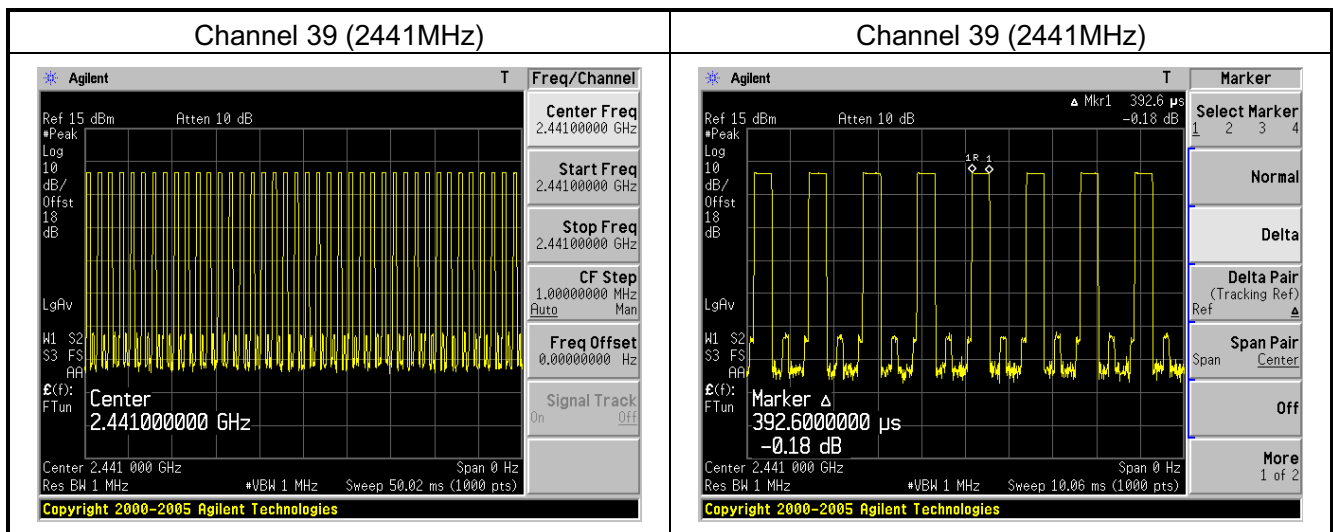 Channel 39 (2441MHz)
Agilent T Freq/Channel
Ref 15 dBm Atten 10 dB
#Peak
Log
10
dB/
Offst
18
dB
LgAv
W1 S2
S3 FS
AA
£(f):
FTun
Center
2.441000000 GHz
Center 2.441 000 GHz Span 0 Hz
Res BW 1 MHz #VBW 1 MHz Sweep 50.02 ms (1000 pts)
Copyright 2000-2005 Agilent Technologies
Center Freq
2.44100000 GHz
Start Freq
2.44100000 GHz
Stop Freq
2.44100000 GHz
CF Step
1.00000000 MHz
Auto Man
Freq Offset
0.00000000 Hz
Signal Track
On Off
Channel 39 (2441MHz)
Agilent T Marker
Δ Mkr1 392.6 µs
Ref 15 dBm Atten 10 dB -0.18 dB
#Peak
Log
10
dB/
Offst
18
dB
1R 1
LgAv
W1 S2
S3 FS
AA
£(f):
FTun
Marker Δ
392.6000000 µs
-0.18 dB
Center 2.441 000 GHz Span 0 Hz
Res BW 1 MHz #VBW 1 MHz Sweep 10.06 ms (1000 pts)
Copyright 2000-2005 Agilent Technologies
Select Marker
1 2 3 4
Normal
Delta
Delta Pair
(Tracking Ref)
Ref Δ
Span Pair
Span Center
Off
More
1 of 2